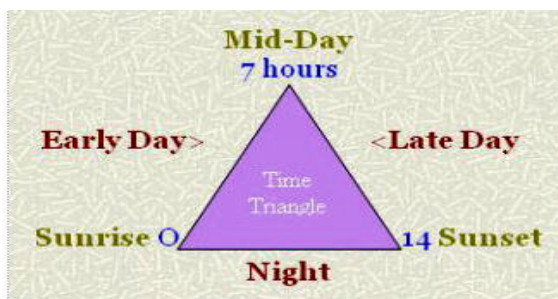 Mid-Day
7 hours
Early Day> <Late Day
Time
Triangle
Sunrise O 14 Sunset
Night